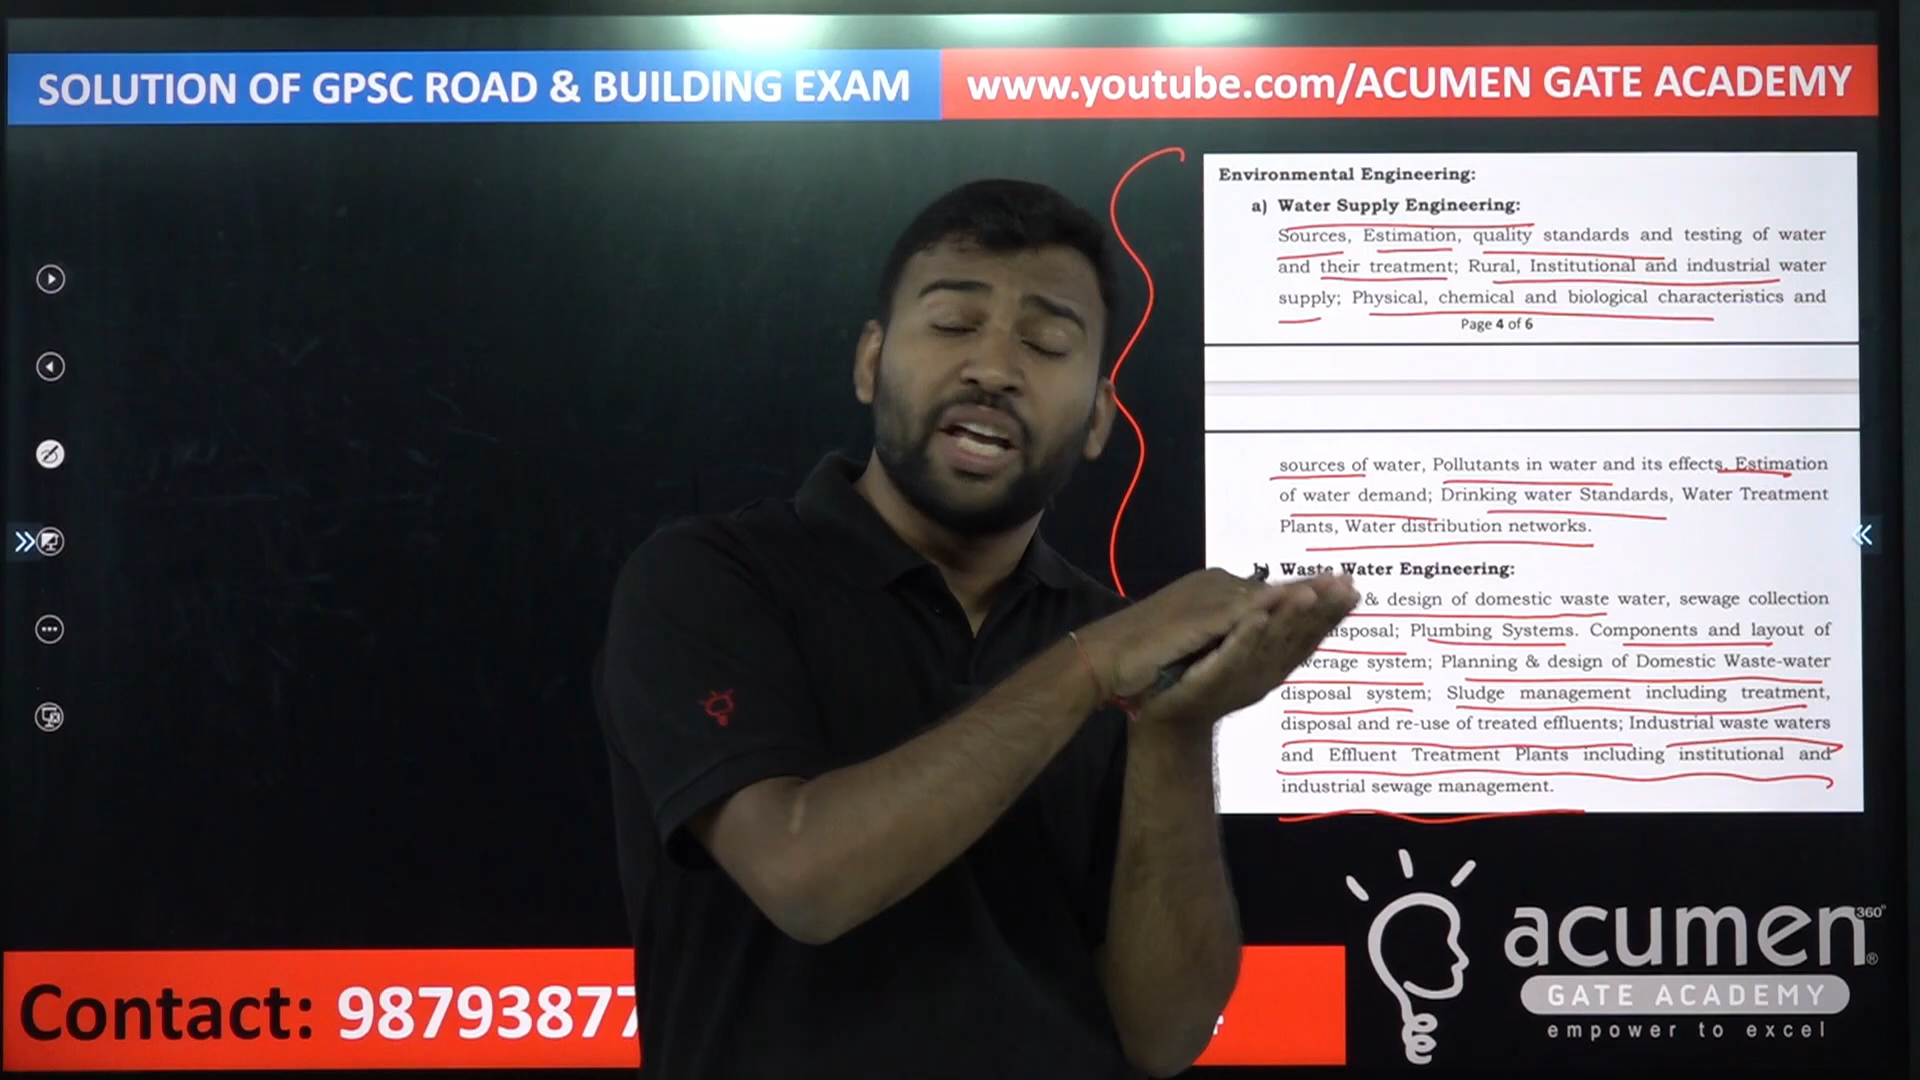 SOLUTION OF GPSC ROAD & BUILDING EXAM
www.youtube.com/ACUMEN GATE ACADEMY
Environmental Engineering:
a) Water Supply Engineering:
Sources, Estimation, quality standards and testing of water
and their treatment; Rural, Institutional and industrial water
supply; Physical, chemical and biological characteristics and
Page 4 of 6
sources of water, Pollutants in water and its effects, Estimation
of water demand; Drinking water Standards, Water Treatment
Plants, Water distribution networks.
Waste Water Engineering:
& design of domestic waste water, sewage collection
Plumbing Systems. Components and layout of
system; Planning & design of Domestic Waste-water
disposal system; Sludge management including treatment,
disposal and re-use of treated effluents; Industrial waste waters
and Effluent Treatment Plants including institutional and
industrial sewage management.
Contact: 98793877
acumen 360° ®
GATE ACADEMY
empower to excel